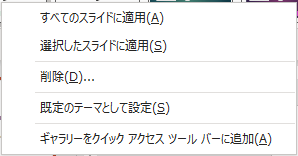 すべてのスライドに適用(A)
選択したスライドに適用(S)
削除(D)...
既定のテーマとして設定(S)
ギャラリーをクイック アクセス ツール バーに追加(A)